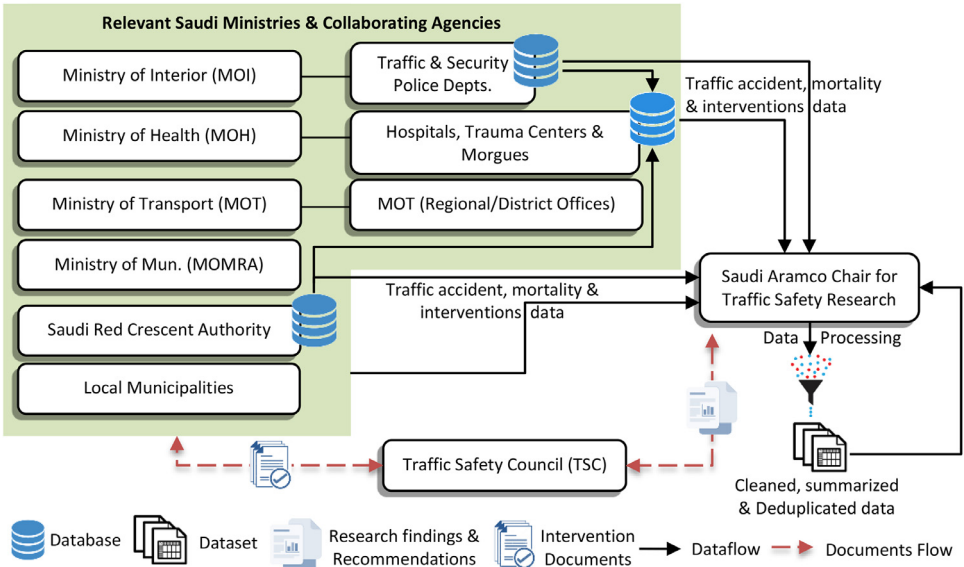 Relevant Saudi Ministries & Collaborating Agencies
Ministry of Interior (MOI)
Traffic & Security
Police Depts.
Traffic accident, mortality
& interventions data
Ministry of Health (MOH)
Hospitals, Trauma Centers &
Morgues
Ministry of Transport (MOT)
MOT (Regional/District Offices)
Ministry of Mun. (MOMRA)
Saudi Aramco Chair for
Traffic Safety Research
Traffic accident, mortality &
interventions data
Saudi Red Crescent Authority
Data Processing
Local Municipalities
Traffic Safety Council (TSC)
Cleaned, summarized
& Deduplicated data
Database
Dataset
Research findings &
Recommendations
Intervention
Documents
Dataflow
Documents Flow